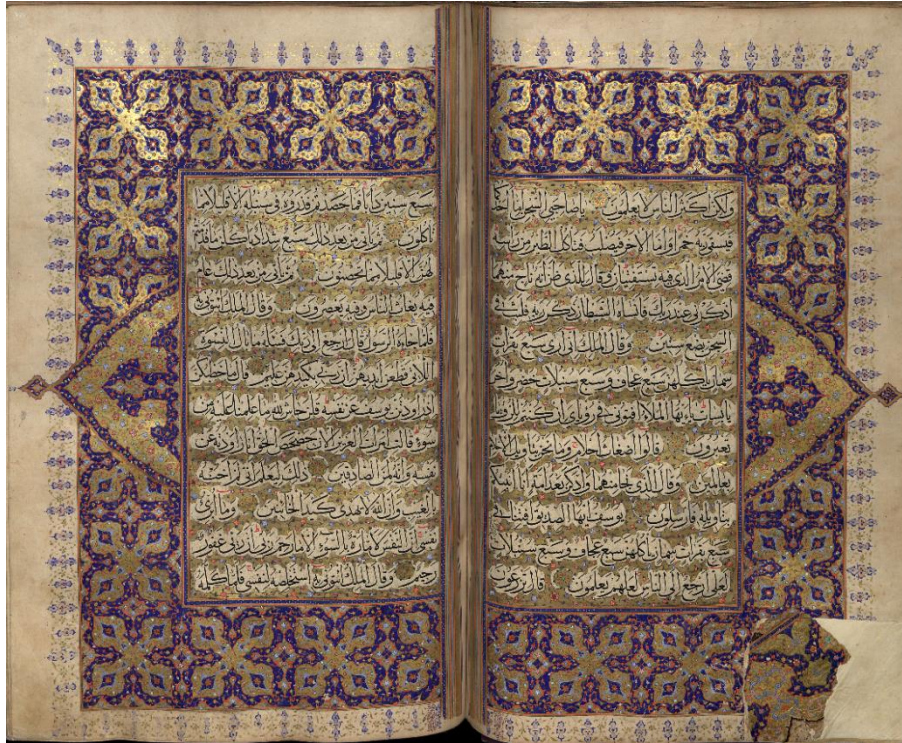 ولكن أكثر الناس لا يعلمون يا صاحبي السجن أما أحدكما
فيسقي ربه خمرا وأما الآخر فيصلب فتأكل الطير من رأسه
قضي الأمر الذي فيه تستفتيان وقال للذي ظن أنه ناج منهما
اذكرني عند ربك فأنساه الشيطان ذكر ربه فلبث في
السجن بضع سنين وقال الملك إني أرى سبع بقرات
سمان يأكلهن سبع عجاف وسبع سنبلات خضر وأخر
يابسات يا أيها الملأ أفتوني في رؤياي إن كنتم للرؤيا
تعبرون قالوا أضغاث أحلام وما نحن بتأويل الأحلام
بعالمين وقال الذي نجا منهما وادكر بعد أمة أنا أنبئكم
بتأويله فأرسلون يوسف أيها الصديق أفتنا في
سبع بقرات سمان يأكلهن سبع عجاف وسبع سنبلات
لعلي أرجع إلى الناس لعلهم يعلمون قال تزرعون
سبع سنين دأبا فما حصدتم فذروه في سنبله إلا قليلا مما
تأكلون ثم يأتي من بعد ذلك سبع شداد يأكلن ما قدمتم
لهن إلا قليلا مما تحصنون ثم يأتي من بعد ذلك عام
فيه يغاث الناس وفيه يعصرون وقال الملك ائتوني به
فلما جاءه الرسول قال ارجع إلى ربك فاسأله ما بال النسوة
اللاتي قطعن أيديهن إن ربي بكيدهن عليم قال ما خطبكن
إذ راودتن يوسف عن نفسه قلن حاش لله ما علمنا عليه من
سوء قالت امرأت العزيز الآن حصحص الحق أنا راودته عن
نفسه وإنه لمن الصادقين ذلك ليعلم أني لم أخنه
بالغيب وأن الله لا يهدي كيد الخائنين وما أبرئ
نفسي إن النفس لأمارة بالسوء إلا ما رحم ربي إن ربي غفور
رحيم وقال الملك ائتوني به أستخلصه لنفسي فلما كلمه